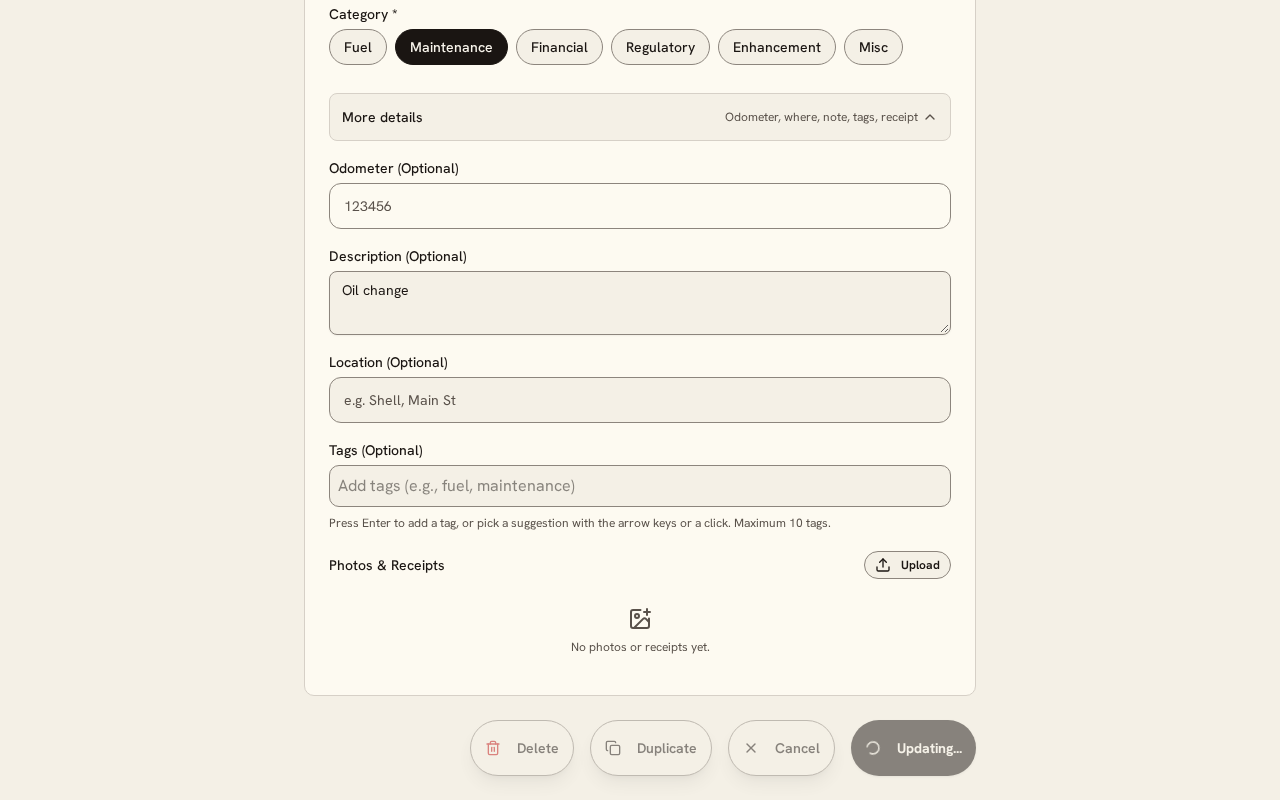 Category *
Fuel
Maintenance
Financial
Regulatory
Enhancement
Misc
More details
Odometer, where, note, tags, receipt
Odometer (Optional)
123456
Description (Optional)
Oil change
Location (Optional)
e.g. Shell, Main St
Tags (Optional)
Add tags (e.g., fuel, maintenance)
Press Enter to add a tag, or pick a suggestion with the arrow keys or a click. Maximum 10 tags.
Photos & Receipts
Upload
No photos or receipts yet.
Delete
Duplicate
Cancel
Updating...